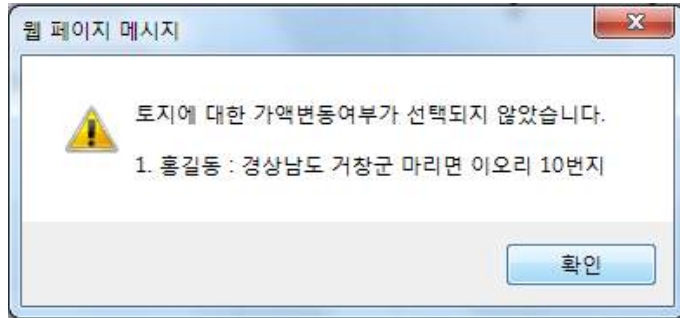 웹 페이지 메시지
토지에 대한 가액변동여부가 선택되지 않았습니다.
1. 홍길동 : 경상남도 거창군 마리면 이오리 10번지
확인